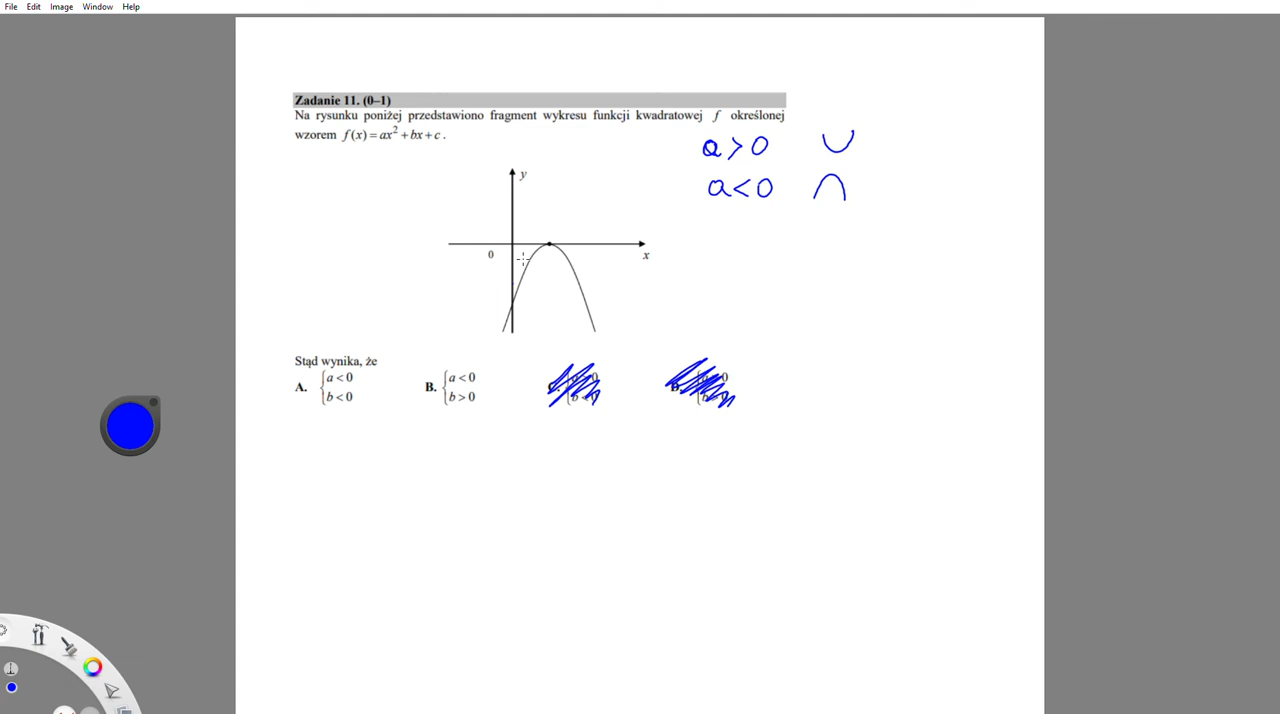 File Edit Image Window Help
Zadanie 11. (0–1)
Na rysunku poniżej przedstawiono fragment wykresu funkcji kwadratowej f określonej
wzorem f(x) = ax² + bx + c.
a > 0
a < 0
y
0
x
Stąd wynika, że
A. { a < 0
b < 0
B. { a < 0
b > 0